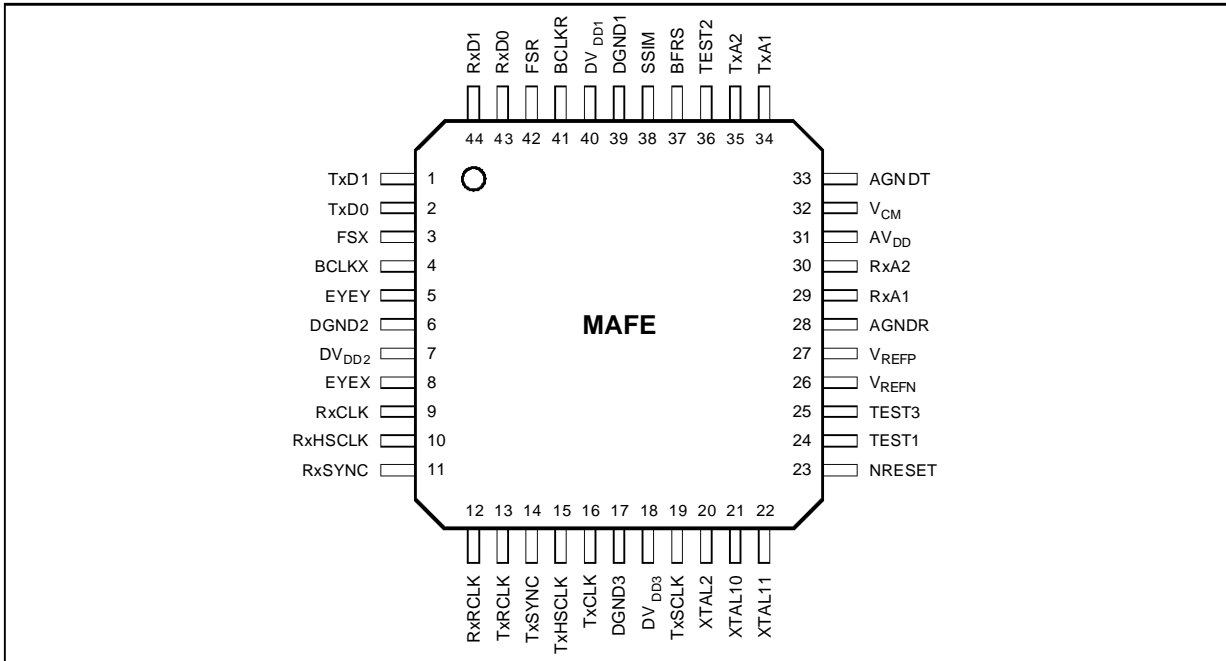 RxD1
RxD0
FSR
BCLKR
DVDD1
DGND1
SSIM
BFRS
TEST2
TxA2
TxA1
44 43 42 41 40 39 38 37 36 35 34
TxD1 1
TxD0 2
FSX 3
BCLKX 4
EYEY 5
DGND2 6
DVDD2 7
EYEX 8
RxCLK 9
RxHSCLK 10
RxSYNC 11
MAFE
33 AGNDT
32 VCM
31 AVDD
30 RxA2
29 RxA1
28 AGNDR
27 VREFP
26 VREFN
25 TEST3
24 TEST1
23 NRESET
12 13 14 15 16 17 18 19 20 21 22
RxRCLK
TxRCLK
TxSYNC
TxHSCLK
TxCLK
DGND3
DVDD3
TxSCLK
XTAL2
XTAL10
XTAL11